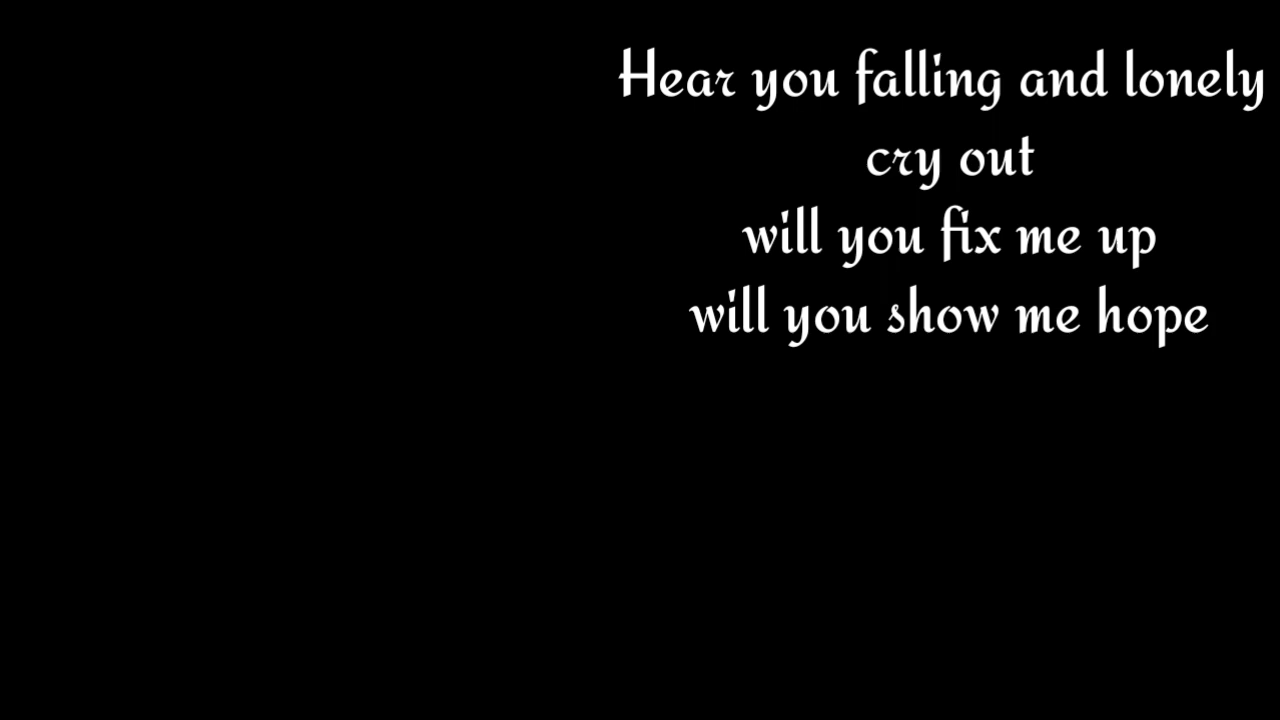 Hear you falling and lonely
cry out
will you fix me up
will you show me hope